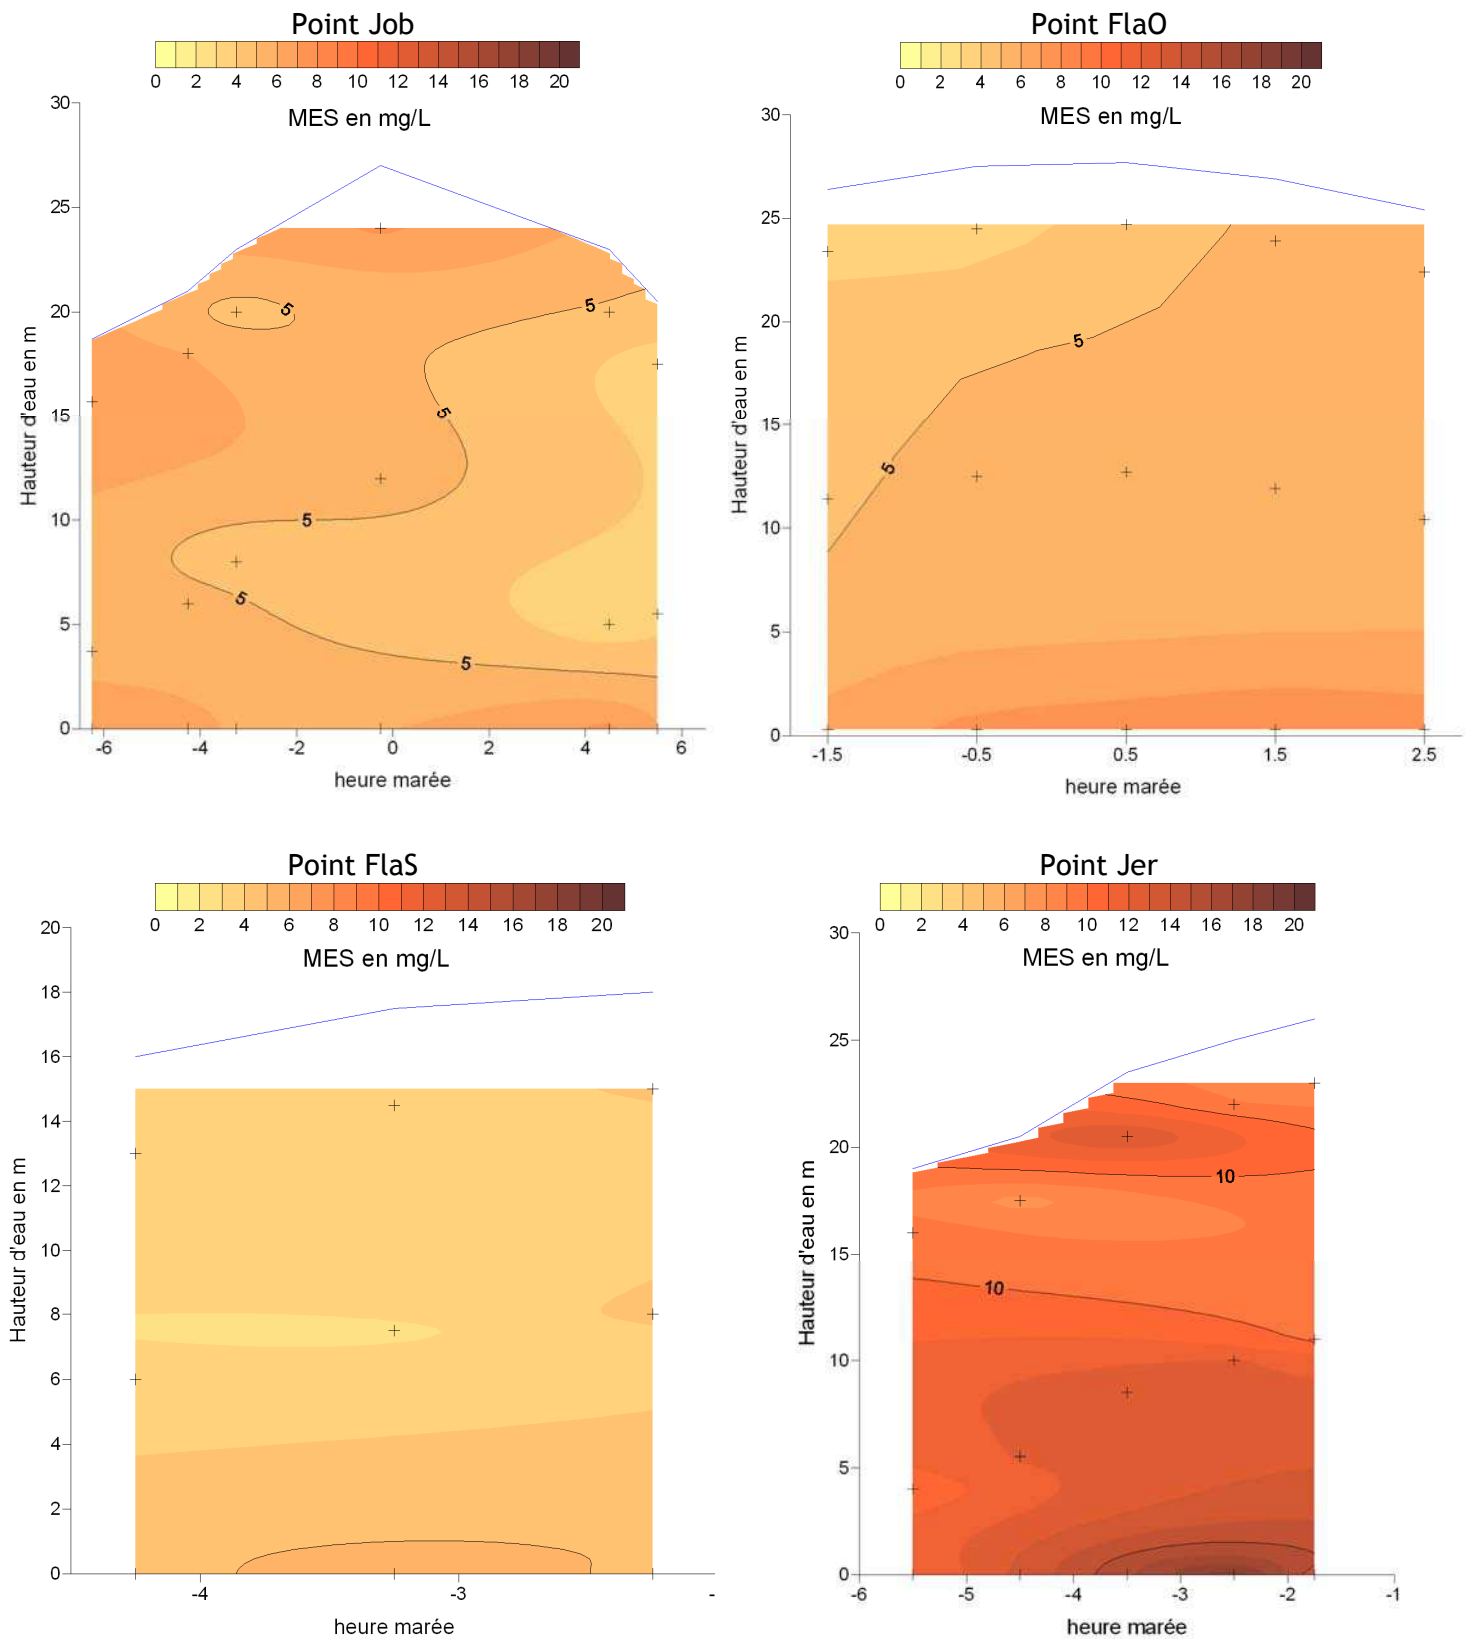 Point Job
0 2 4 6 8 10 12 14 16 18 20
MES en mg/L
30
25
20
15
10
5
0
Hauteur d'eau en m
5
5
5
5
5
5
-6 -4 -2 0 2 4 6
heure marée
Point FlaO
0 2 4 6 8 10 12 14 16 18 20
MES en mg/L
30
25
20
15
10
5
0
Hauteur d'eau en m
5
5
-1.5 -0.5 0.5 1.5 2.5
heure marée
Point FlaS
0 2 4 6 8 10 12 14 16 18 20
MES en mg/L
20
18
16
14
12
10
8
6
4
2
0
Hauteur d'eau en m
-4 -3 -
heure marée
Point Jer
0 2 4 6 8 10 12 14 16 18 20
MES en mg/L
30
25
20
15
10
5
0
Hauteur d'eau en m
10
10
-6 -5 -4 -3 -2 -1
heure marée